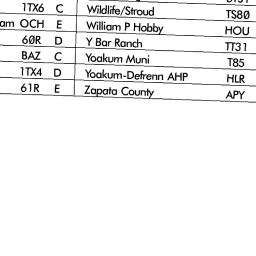 1TX6 C Wildlife/Stroud TS80
am OCH E William P Hobby HOU
60R D Y Bar Ranch TT31
BAZ C Yoakum Muni T85
1TX4 D Yoakum-Defrenn AHP HLR
61R E Zapata County APY